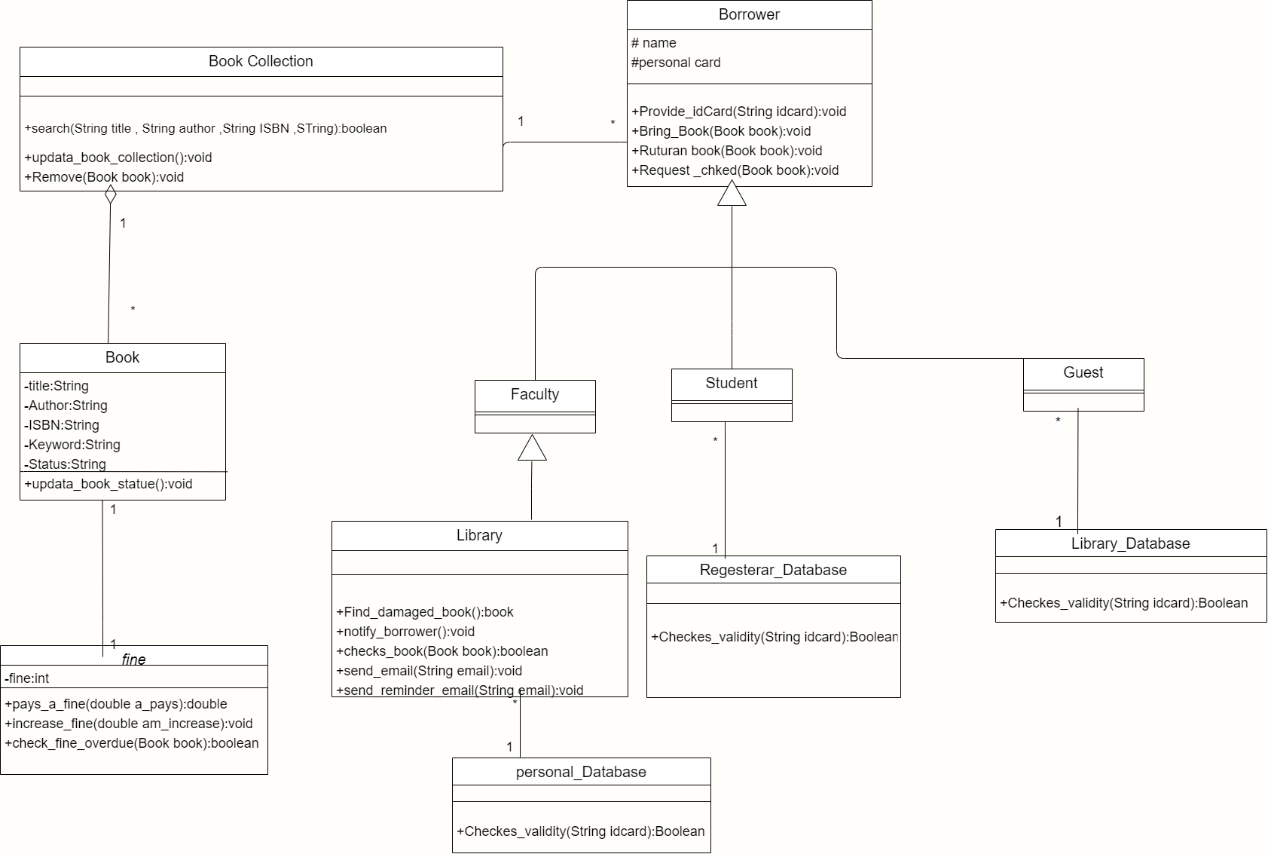 Borrower
# name
#personal card
+Provide_idCard(String idcard):void
+Bring_Book(Book book):void
+Ruturan book(Book book):void
+Request _chked(Book book):void
Book Collection
+search(String title , String author ,String ISBN ,STring):boolean
+updata_book_collection():void
+Remove(Book book):void
1
*
1
*
Book
-title:String
-Author:String
-ISBN:String
-Keyword:String
-Status:String
+updata_book_statue():void
1
1
fine
-fine:int
+pays_a_fine(double a_pays):double
+increase_fine(double am_increase):void
+check_fine_overdue(Book book):boolean
Faculty
Student
Guest
*
1
*
1
Library
+Find_damaged_book():book
+notify_borrower():void
+checks_book(Book book):boolean
+send_email(String email):void
+send_reminder_email(String email):void
*
1
Regesterar_Database
+Checkes_validity(String idcard):Boolean
Library_Database
+Checkes_validity(String idcard):Boolean
personal_Database
+Checkes_validity(String idcard):Boolean